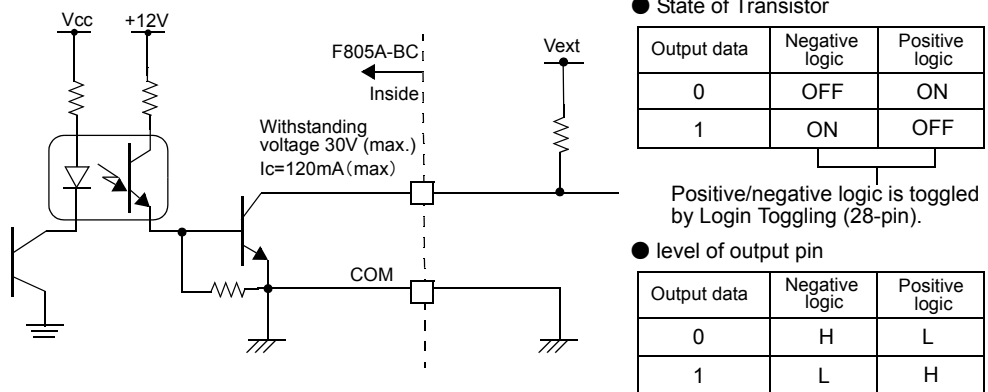 Vcc
+12V
F805A-BC
Inside
Withstanding
voltage 30V (max.)
Ic=120mA(max)
COM
Vext
● State of Transistor
Output data
Negative
logic
Positive
logic
0
OFF
ON
1
ON
OFF
Positive/negative logic is toggled
by Login Toggling (28-pin).
● level of output pin
Output data
Negative
logic
Positive
logic
0
H
L
1
L
H